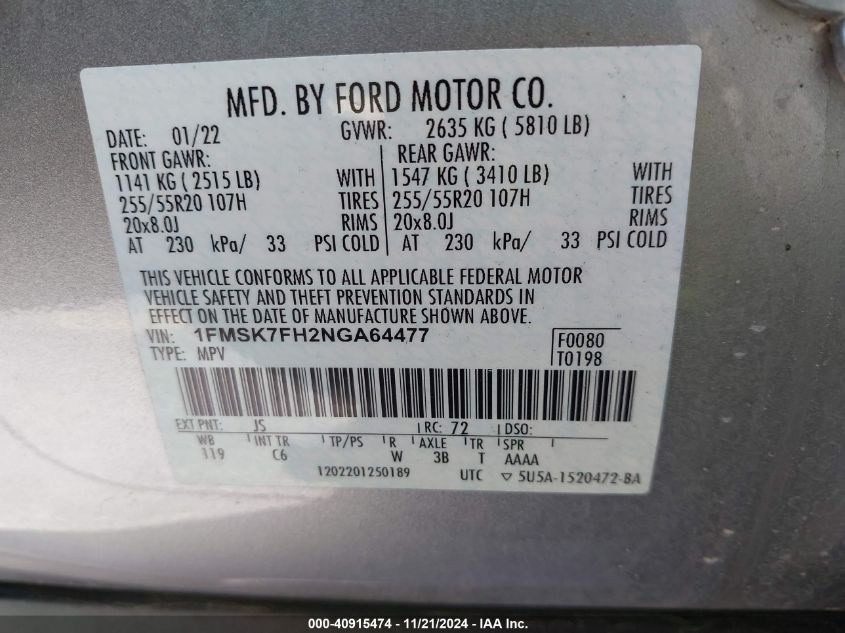 MFD. BY FORD MOTOR CO.
DATE: 01/22 GVWR: 2635 KG ( 5810 LB)
FRONT GAWR: REAR GAWR:
1141 KG ( 2515 LB) WITH 1547 KG ( 3410 LB) WITH
255/55R20 107H TIRES 255/55R20 107H TIRES
20x8.0J RIMS 20x8.0J RIMS
AT 230 kPa/ 33 PSI COLD AT 230 kPa/ 33 PSI COLD
THIS VEHICLE CONFORMS TO ALL APPLICABLE FEDERAL MOTOR
VEHICLE SAFETY AND THEFT PREVENTION STANDARDS IN
EFFECT ON THE DATE OF MANUFACTURE SHOWN ABOVE.
VIN: 1FMSK7FH2NGA64477 F0080
TYPE: MPV T0198
EXT PNT: JS RC: 72 DSO:
WB INT TR TP/PS R AXLE TR SPR
119 C6 W 3B T AAAA
1202201250189 UTC ▽ 5U5A-1520472-BA
000-40915474 - 11/21/2024 - IAA Inc.